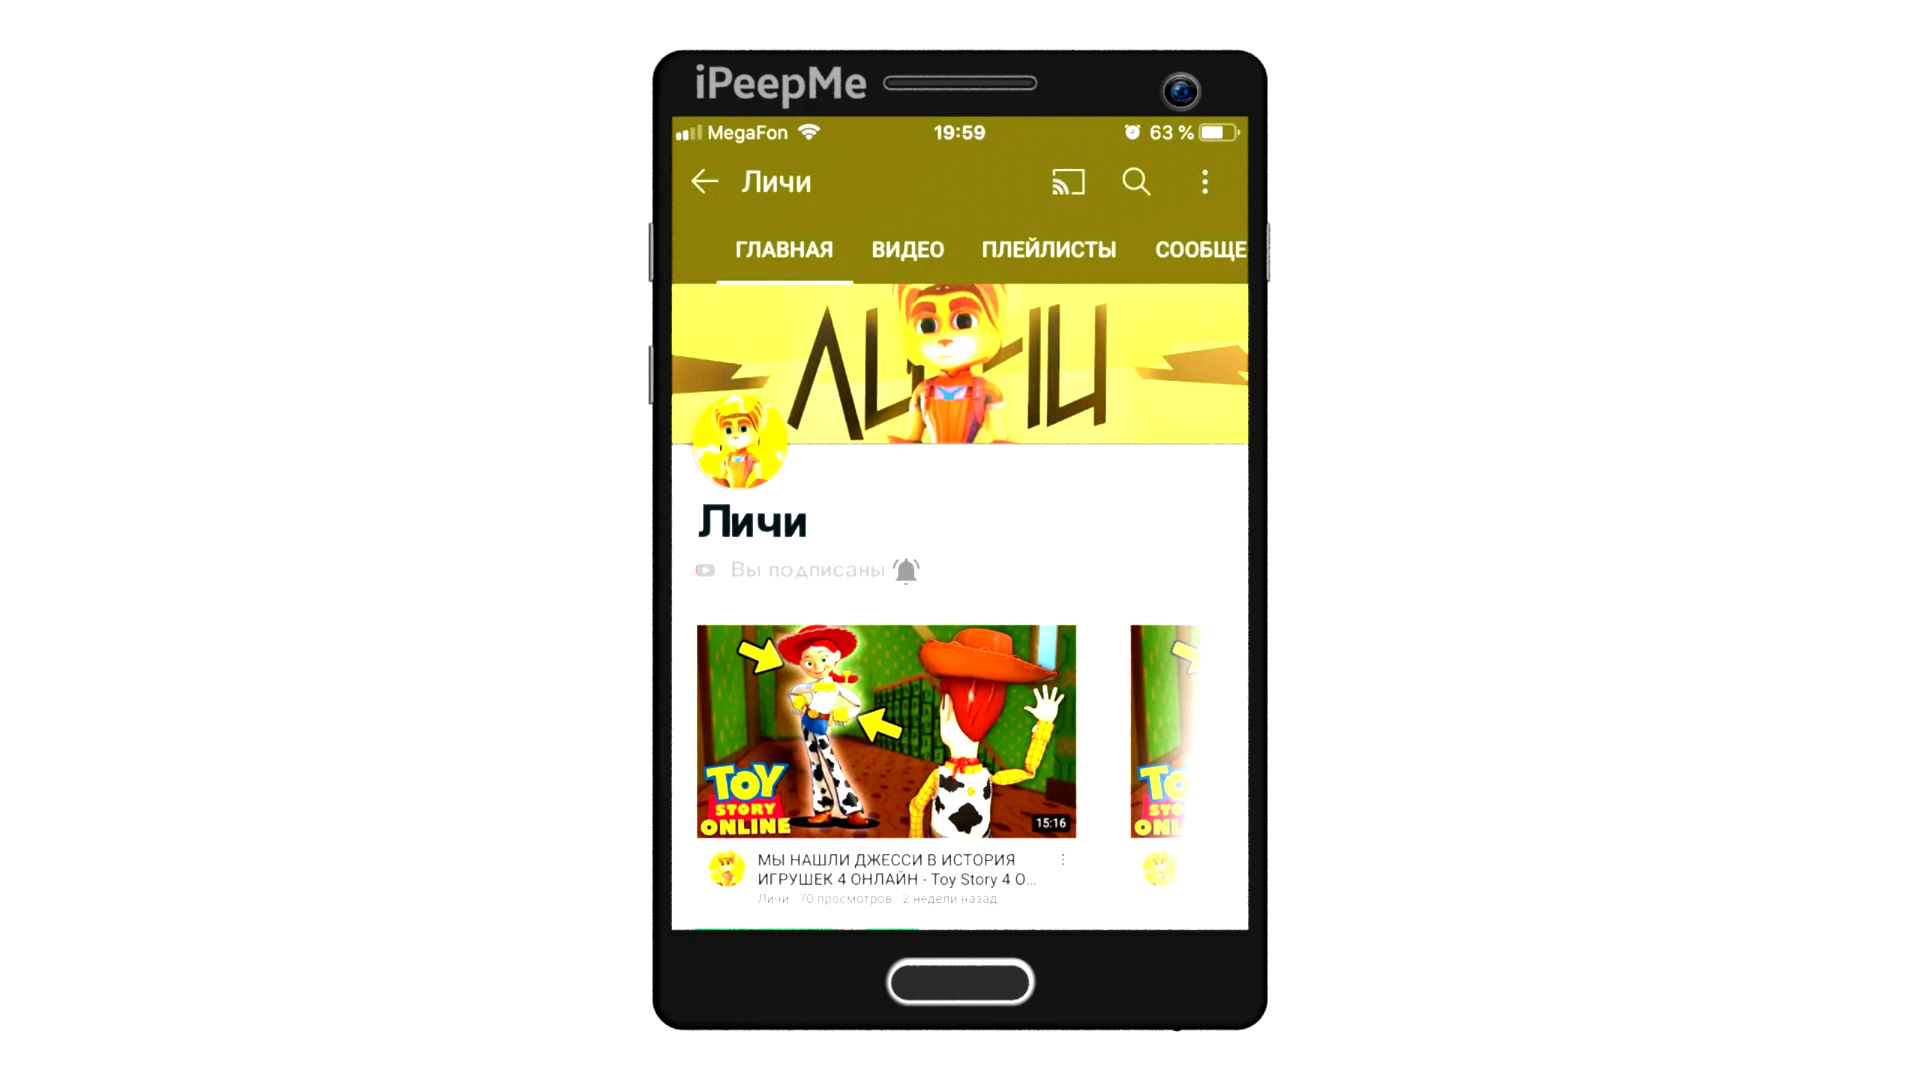 iPeepMe
MegaFon 19:59 63 %
Личи
ГЛАВНАЯ ВИДЕО ПЛЕЙЛИСТЫ СООБЩЕ
Личи
Вы подписаны
TOY
STORY
ONLINE
15:16
МЫ НАШЛИ ДЖЕССИ В ИСТОРИЯ
ИГРУШЕК 4 ОНЛАЙН - Toy Story 4 O...
Личи 70 просмотров 2 недели назад